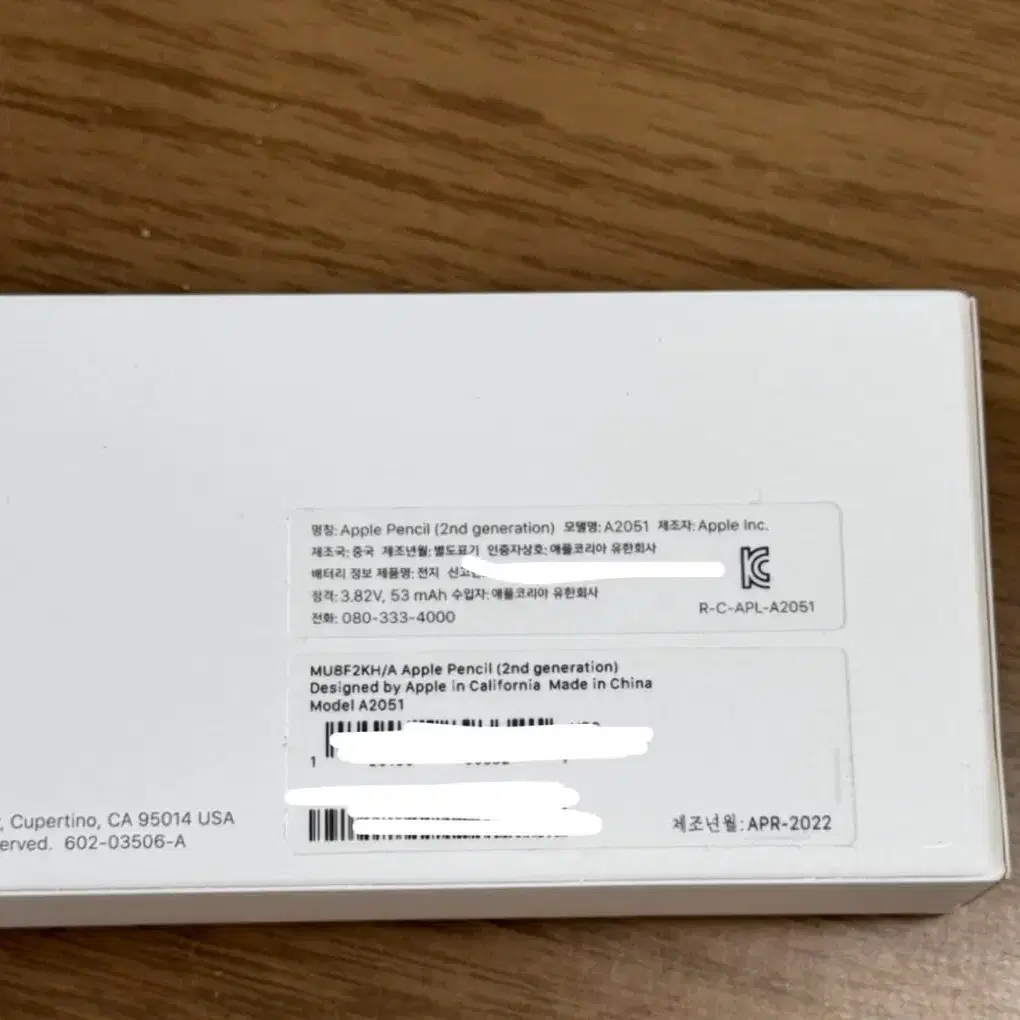 명칭: Apple Pencil (2nd generation) 모델명: A2051 제조자: Apple Inc.
제조국: 중국 제조년월: 별도표기 인증자상호: 애플코리아 유한회사
배터리 정보 제품명: 전지
정격: 3.82V, 53 mAh 수입자: 애플코리아 유한회사
전화: 080-333-4000
R-C-APL-A2051
MU8F2KH/A Apple Pencil (2nd generation)
Designed by Apple in California Made in China
Model A2051
1
제조년월: APR-2022
, Cupertino, CA 95014 USA
erved. 602-03506-A